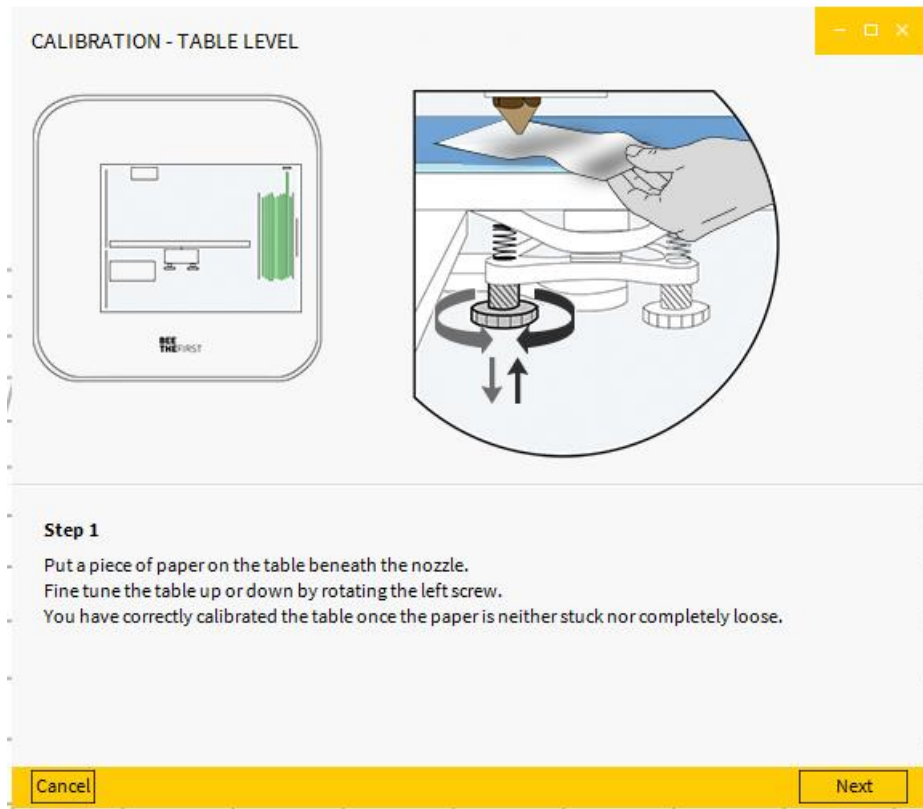 CALIBRATION - TABLE LEVEL
BEE
THEFIRST
Step 1
Put a piece of paper on the table beneath the nozzle.
Fine tune the table up or down by rotating the left screw.
You have correctly calibrated the table once the paper is neither stuck nor completely loose.
Cancel
Next